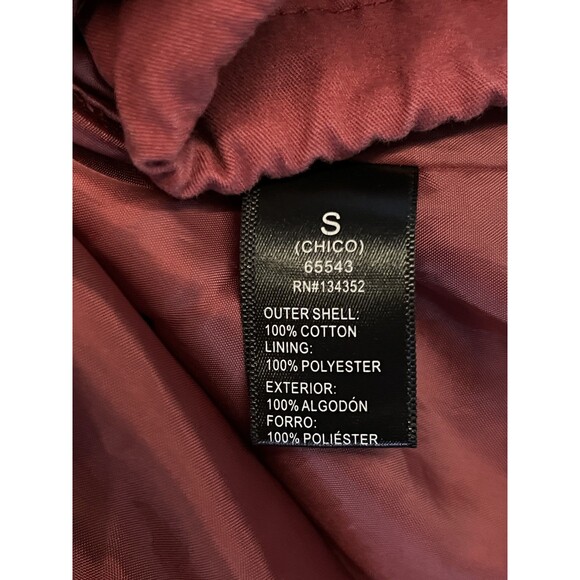 S
(CHICO)
65543
RN#134352
OUTER SHELL:
100% COTTON
LINING:
100% POLYESTER
EXTERIOR:
100% ALGODÓN
FORRO:
100% POLIÉSTER